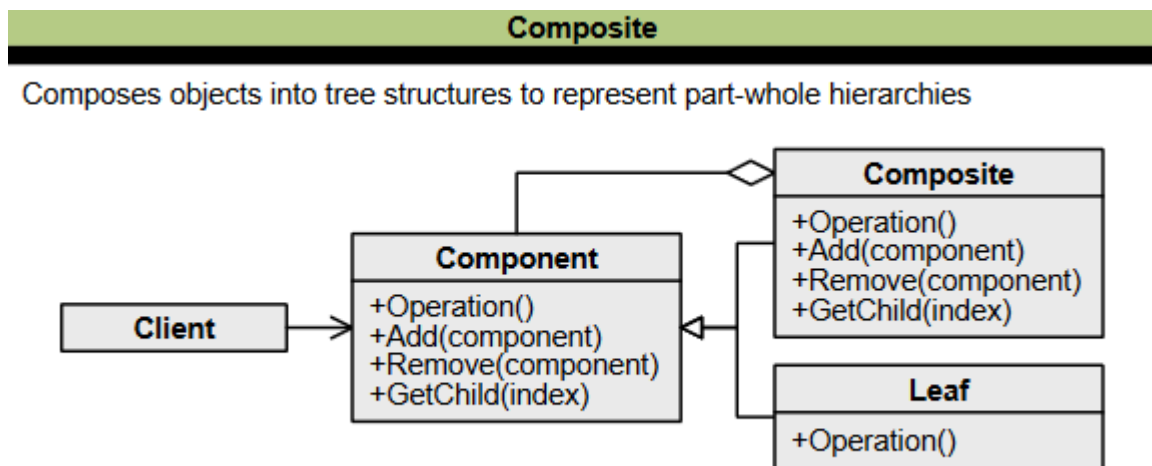 Composite
Composes objects into tree structures to represent part-whole hierarchies
Client
Component
+Operation()
+Add(component)
+Remove(component)
+GetChild(index)
Composite
+Operation()
+Add(component)
+Remove(component)
+GetChild(index)
Leaf
+Operation()